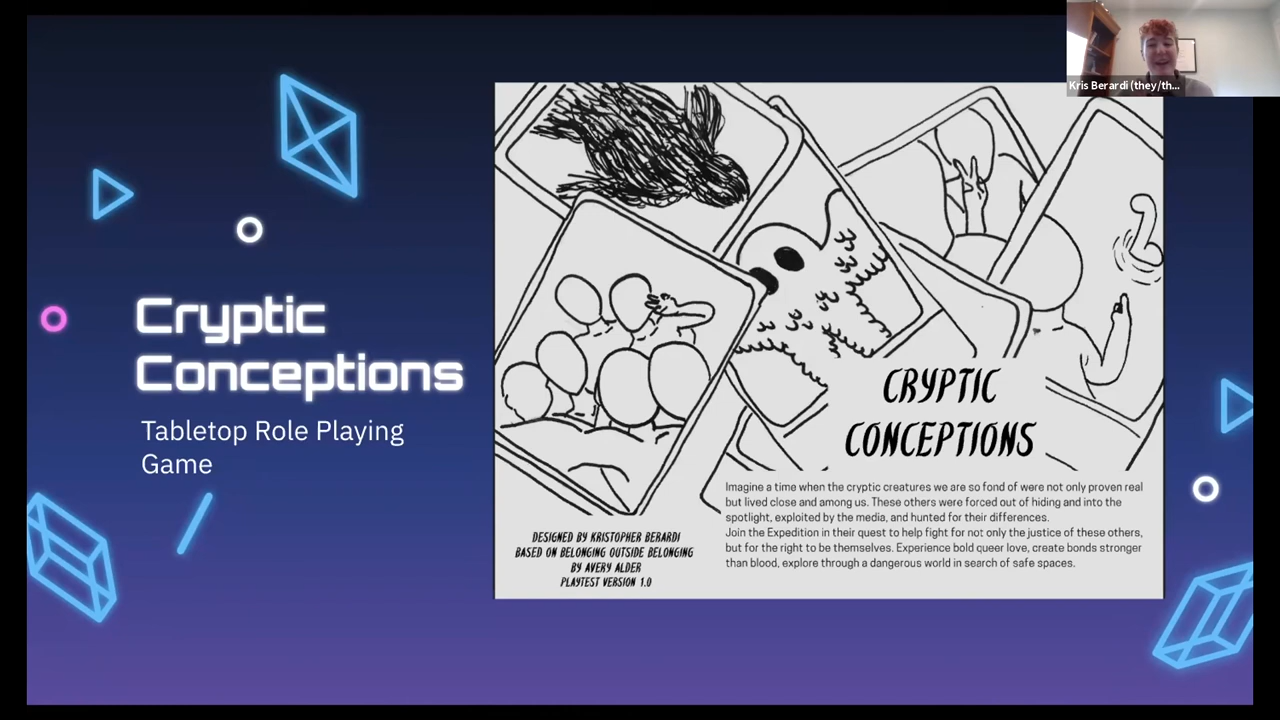 Kris Berardi (they/th...
Cryptic
Conceptions
Tabletop Role Playing
Game
CRYPTIC
CONCEPTIONS
Imagine a time when the cryptic creatures we are so fond of were not only proven real
but lived close and among us. These others were forced out of hiding and into the
spotlight, exploited by the media, and hunted for their differences.
Join the Expedition in their quest to help fight for not only the justice of these others,
but for the right to be themselves. Experience bold queer love, create bonds stronger
than blood, explore through a dangerous world in search of safe spaces.
DESIGNED BY KRISTOPHER BERARDI
BASED ON BELONGING OUTSIDE BELONGING
BY AVERY ALDER
PLAYTEST VERSION 1.0